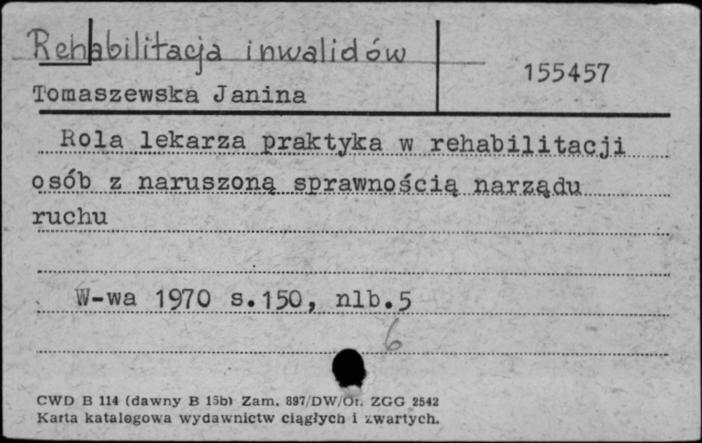 Rehabilitacja inwalidów
155457
Tomaszewska Janina
Rola lekarza praktyka w rehabilitacji
osób z naruszoną sprawnością narządu
ruchu
W-wa 1970 s.150, nlb.5
6
CWD B 114 (dawny B 15b) Zam. 897/DW/Or. ZGG 2542
Karta katalogowa wydawnictw ciągłych i zwartych.